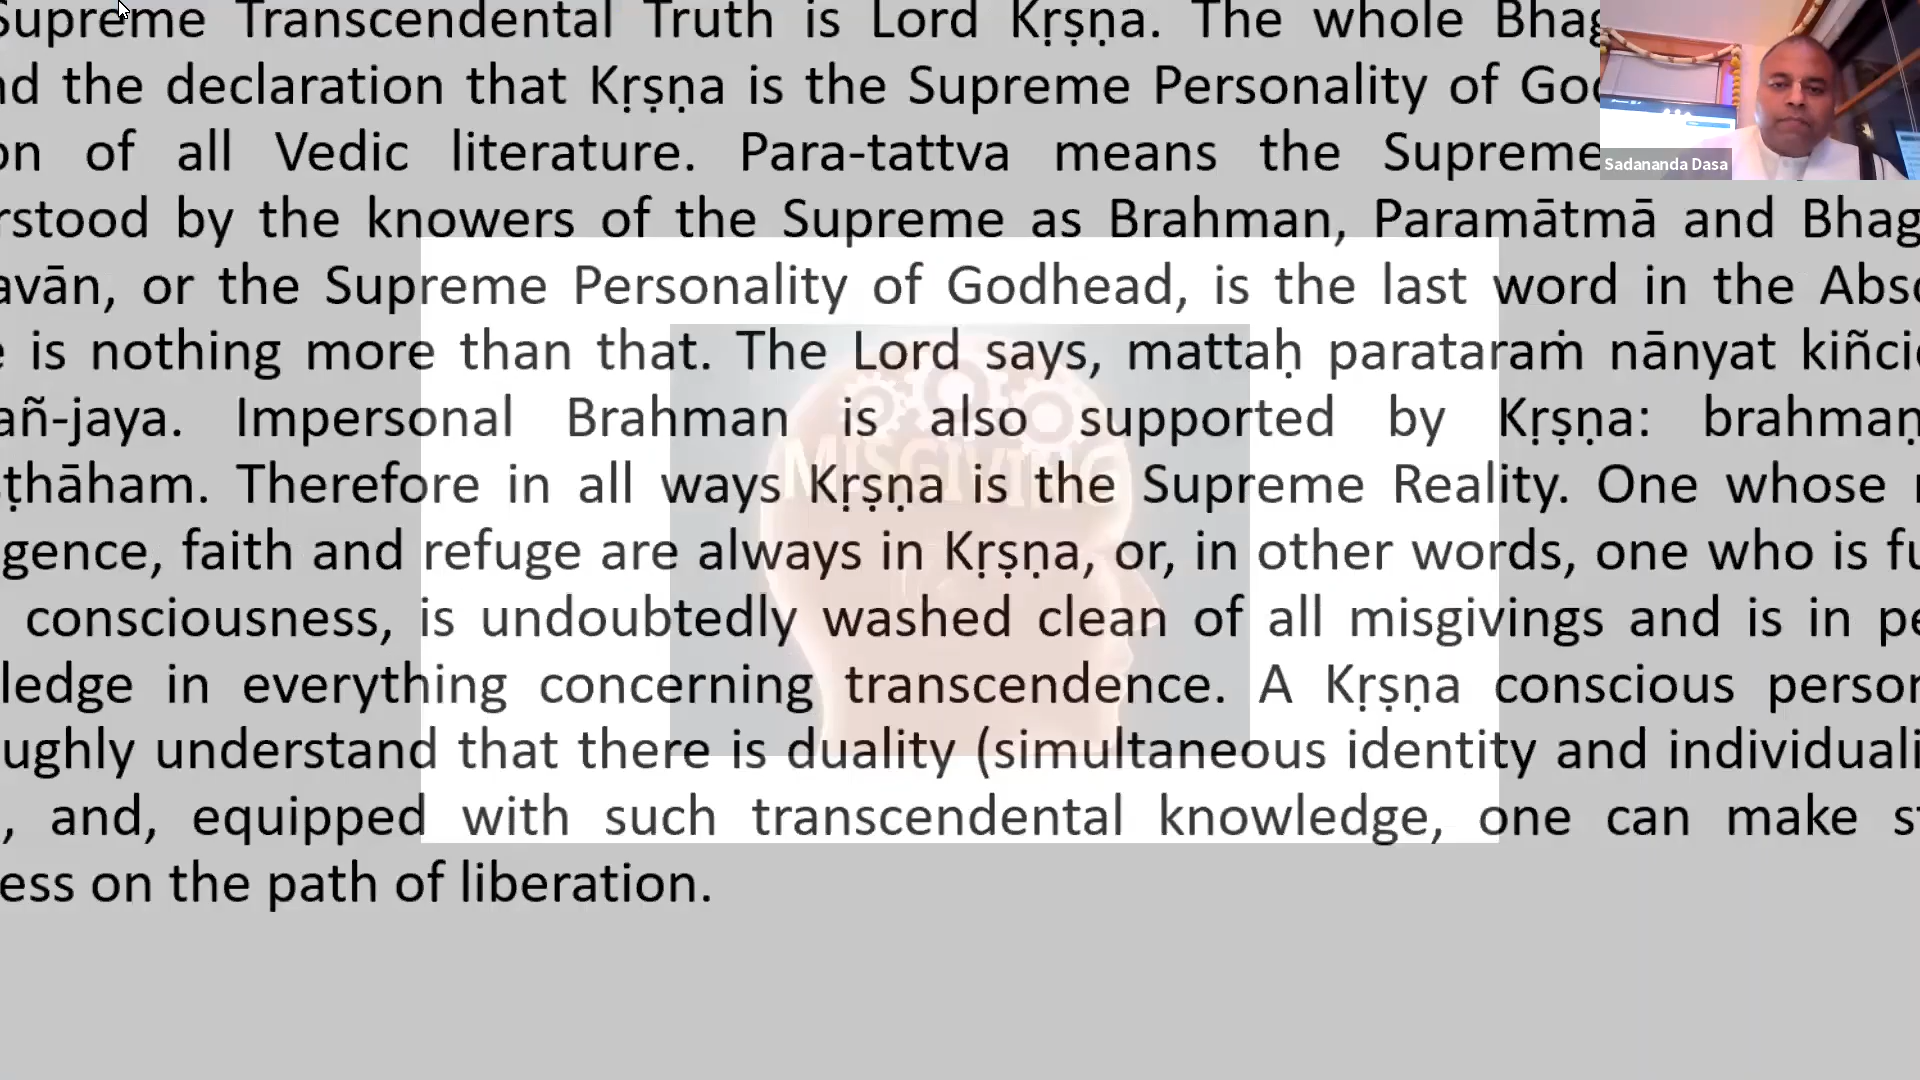 Supreme Transcendental Truth is Lord Kṛṣṇa. The whole Bhag
nd the declaration that Kṛṣṇa is the Supreme Personality of Go
on of all Vedic literature. Para-tattva means the Supreme
rstood by the knowers of the Supreme as Brahman, Paramātmā and Bhag
avān, or the Supreme Personality of Godhead, is the last word in the Abso
e is nothing more than that. The Lord says, mattaḥ parataraṁ nānyat kiñci
añ-jaya. Impersonal Brahman is also supported by Kṛṣṇa: brahmaṇ
ṣṭhāham. Therefore in all ways Kṛṣṇa is the Supreme Reality. One whose
gence, faith and refuge are always in Kṛṣṇa, or, in other words, one who is fu
consciousness, is undoubtedly washed clean of all misgivings and is in pe
ledge in everything concerning transcendence. A Kṛṣṇa conscious person
ughly understand that there is duality (simultaneous identity and individuali
, and, equipped with such transcendental knowledge, one can make st
ess on the path of liberation.
MISGIVING
Sadananda Dasa